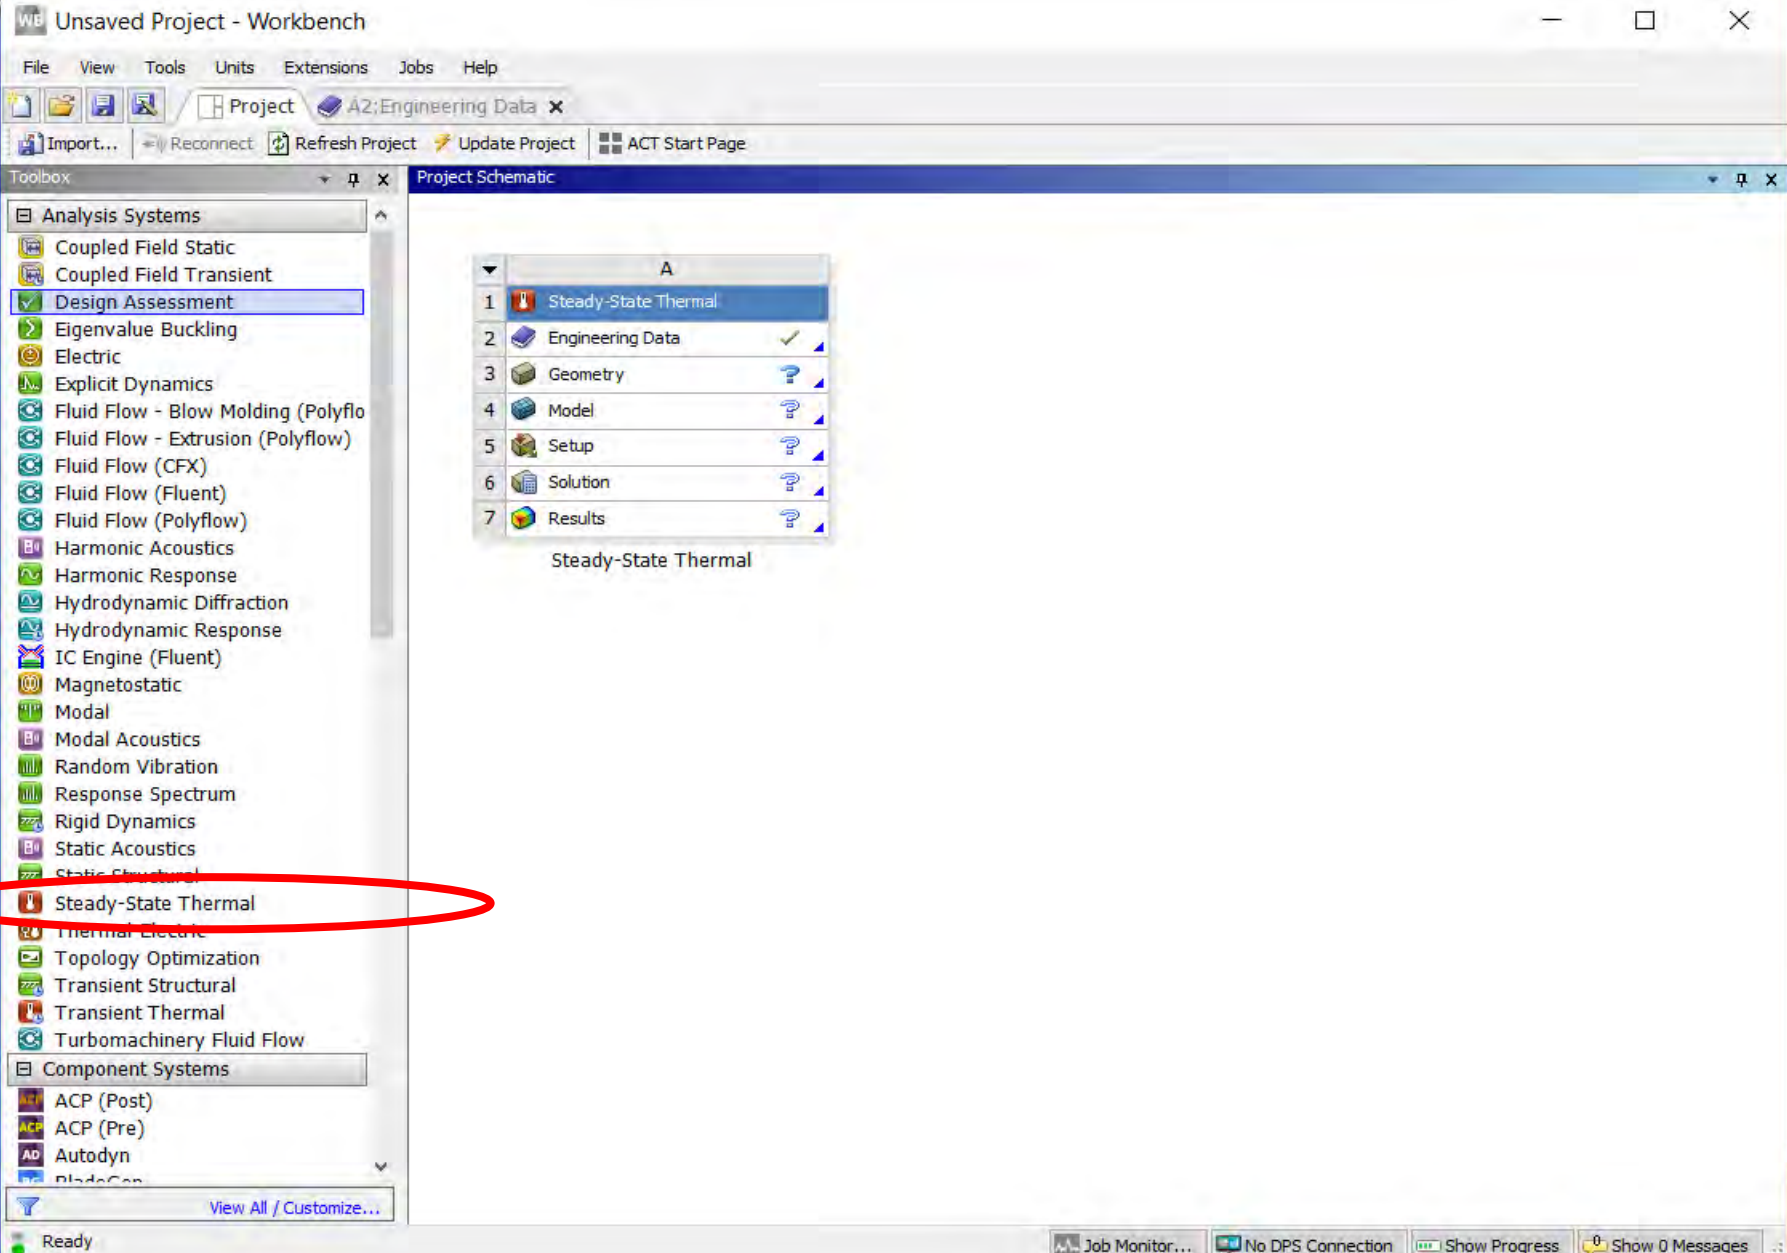 Unsaved Project - Workbench
File View Tools Units Extensions Jobs Help
Project A2:Engineering Data
Import... Reconnect Refresh Project Update Project ACT Start Page
Toolbox
Project Schematic
Analysis Systems
Coupled Field Static
Coupled Field Transient
Design Assessment
Eigenvalue Buckling
Electric
Explicit Dynamics
Fluid Flow - Blow Molding (Polyflo
Fluid Flow - Extrusion (Polyflow)
Fluid Flow (CFX)
Fluid Flow (Fluent)
Fluid Flow (Polyflow)
Harmonic Acoustics
Harmonic Response
Hydrodynamic Diffraction
Hydrodynamic Response
IC Engine (Fluent)
Magnetostatic
Modal
Modal Acoustics
Random Vibration
Response Spectrum
Rigid Dynamics
Static Acoustics
Static Structural
Steady-State Thermal
Thermal-Electric
Topology Optimization
Transient Structural
Transient Thermal
Turbomachinery Fluid Flow
Component Systems
ACP (Post)
ACP (Pre)
Autodyn
BladeGen
View All / Customize...
A
1 Steady-State Thermal
2 Engineering Data
3 Geometry
4 Model
5 Setup
6 Solution
7 Results
Steady-State Thermal
Ready
Job Monitor... No DPS Connection Show Progress Show 0 Messages